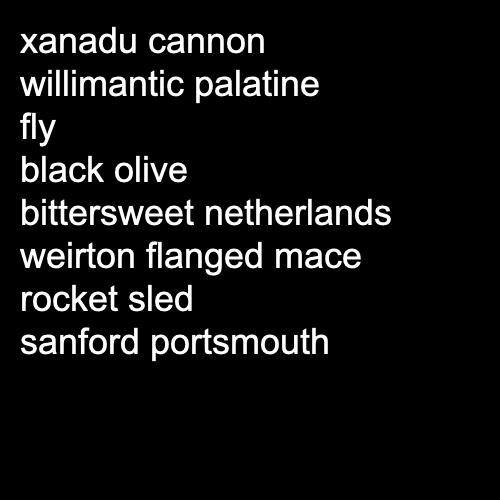 xanadu cannon
willimantic palatine
fly
black olive
bittersweet netherlands
weirton flanged mace
rocket sled
sanford portsmouth